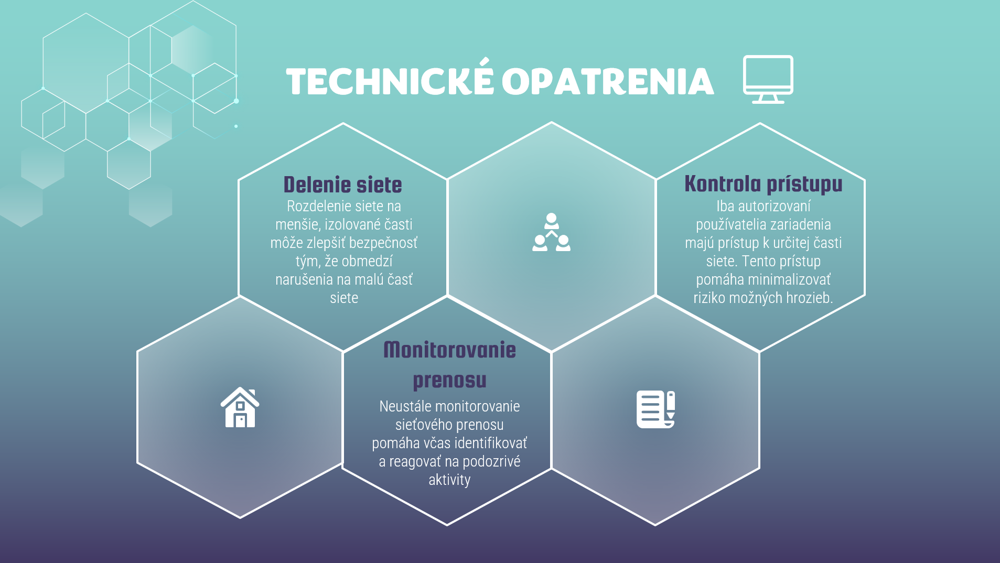 TECHNICKÉ OPATRENIA
Delenie siete
Rozdelenie siete na
menšie, izolované časti
môže zlepšiť bezpečnosť
tým, že obmedzí
narušenia na malú časť
siete
Kontrola prístupu
Iba autorizovaní
používatelia zariadenia
majú prístup k určitej časti
siete. Tento prístup
pomáha minimalizovať
riziko možných hrozieb.
Monitorovanie
prenosu
Neustále monitorovanie
sieťového prenosu
pomáha včas identifikovať
a reagovať na podozrivé
aktivity